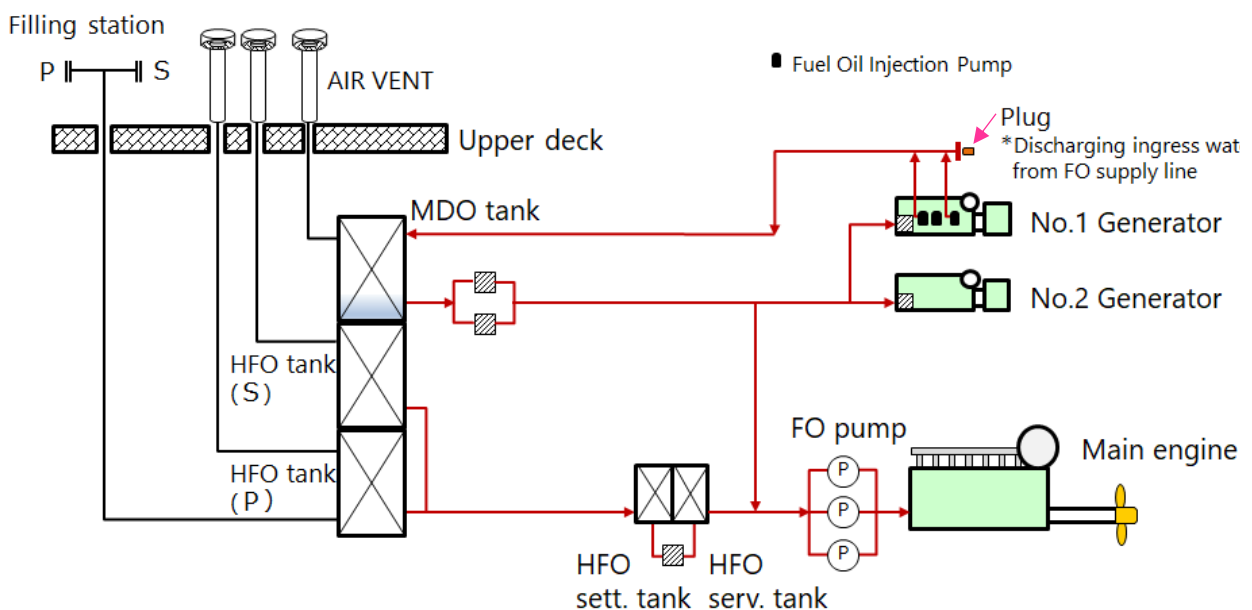 Filling station
P
S
AIR VENT
Upper deck
Fuel Oil Injection Pump
Plug
*Discharging ingress wat
from FO supply line
MDO tank
No.1 Generator
No.2 Generator
HFO tank
(S)
HFO tank
(P)
FO pump
P
P
P
Main engine
HFO
sett. tank
HFO
serv. tank